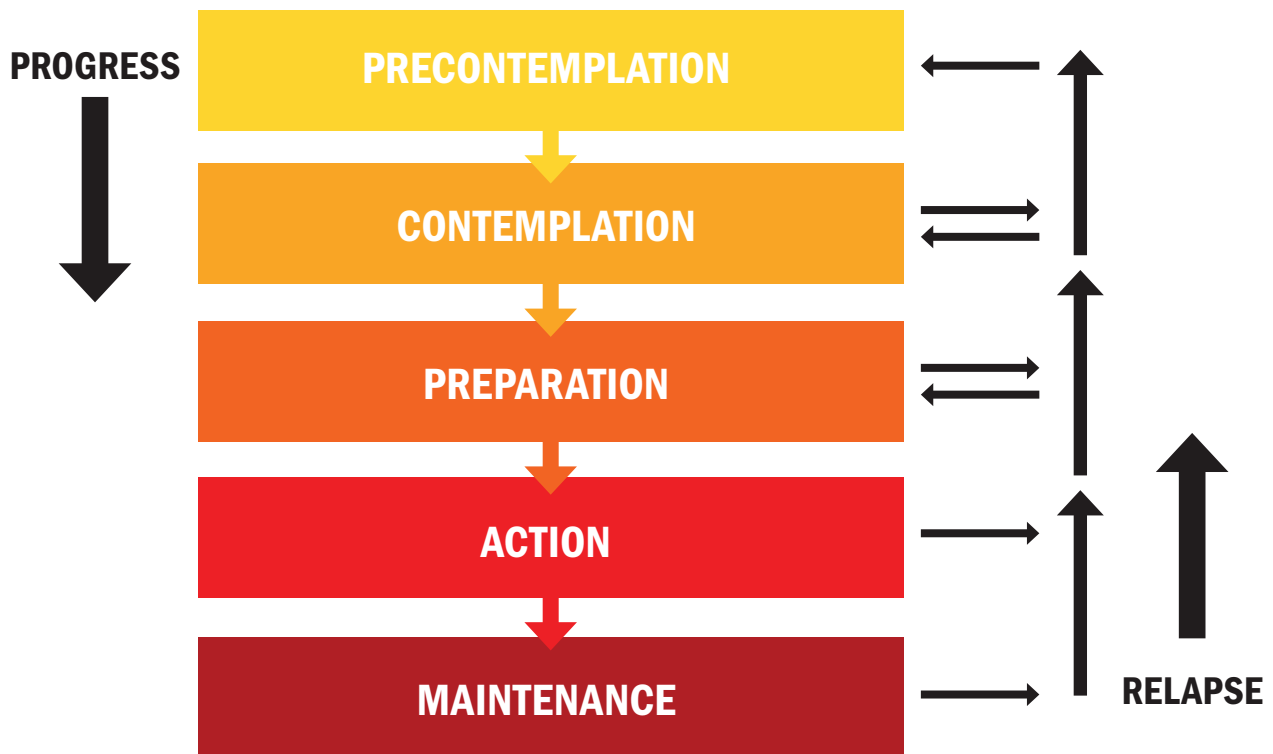 PROGRESS
PRECONTEMPLATION
CONTEMPLATION
PREPARATION
ACTION
MAINTENANCE
RELAPSE